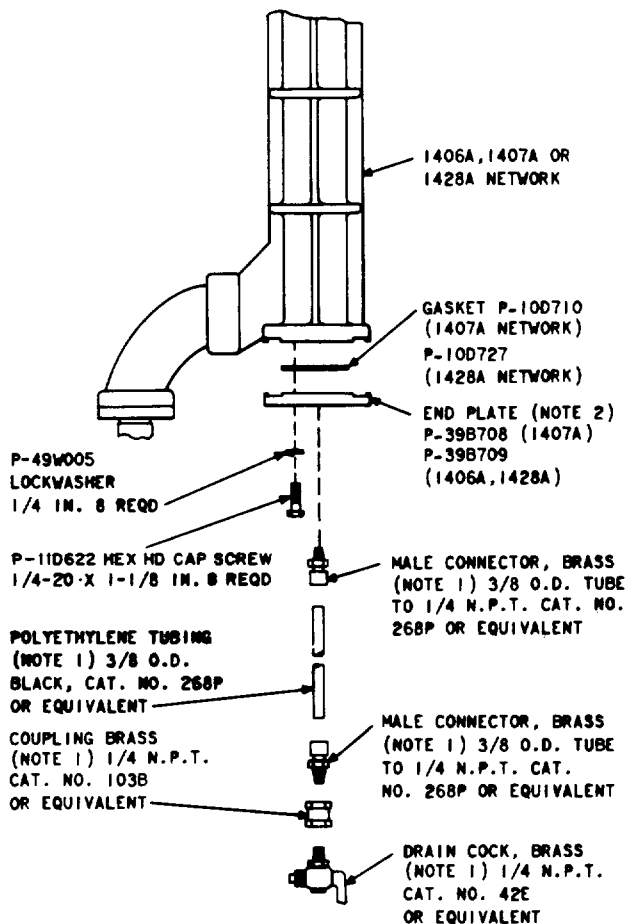 1406A, 1407A OR
1428A NETWORK
GASKET P-10D710
(1407A NETWORK)
P-10D727
(1428A NETWORK)
END PLATE (NOTE 2)
P-39B708 (1407A)
P-39B709
(1406A, 1428A)
P-49W005
LOCKWASHER
1/4 IN. 8 REQD
P-11D622 HEX HD CAP SCREW
1/4-20 X 1-1/8 IN. 8 REQD
MALE CONNECTOR, BRASS
(NOTE 1) 3/8 O.D. TUBE
TO 1/4 N.P.T. CAT. NO.
268P OR EQUIVALENT
POLYETHYLENE TUBING
(NOTE 1) 3/8 O.D.
BLACK, CAT. NO. 268P
OR EQUIVALENT
COUPLING BRASS
(NOTE 1) 1/4 N.P.T.
CAT. NO. 103B
OR EQUIVALENT
MALE CONNECTOR, BRASS
(NOTE 1) 3/8 O.D. TUBE
TO 1/4 N.P.T. CAT.
NO. 268P OR EQUIVALENT
DRAIN COCK, BRASS
(NOTE 1) 1/4 N.P.T.
CAT. NO. 42E
OR EQUIVALENT